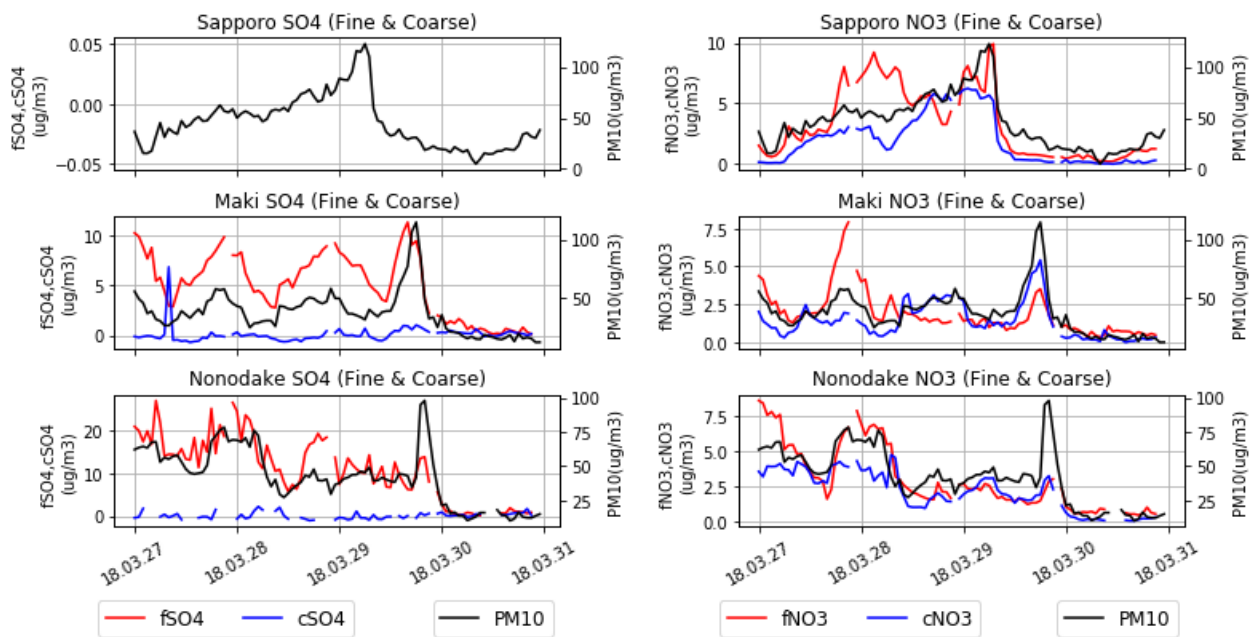 Sapporo SO4 (Fine & Coarse)
fSO4,cSO4
(ug/m3)
0.05
0.00
−0.05
100
50
0
PM10(ug/m3)
Sapporo NO3 (Fine & Coarse)
fNO3,cNO3
(ug/m3)
10
5
0
100
50
0
PM10(ug/m3)
Maki SO4 (Fine & Coarse)
fSO4,cSO4
(ug/m3)
10
5
0
100
50
PM10(ug/m3)
Maki NO3 (Fine & Coarse)
fNO3,cNO3
(ug/m3)
7.5
5.0
2.5
0.0
100
50
PM10(ug/m3)
Nonodake SO4 (Fine & Coarse)
fSO4,cSO4
(ug/m3)
20
10
0
100
75
50
25
PM10(ug/m3)
Nonodake NO3 (Fine & Coarse)
fNO3,cNO3
(ug/m3)
7.5
5.0
2.5
0.0
100
75
50
25
PM10(ug/m3)
18.03.27
18.03.28
18.03.29
18.03.30
18.03.31
18.03.27
18.03.28
18.03.29
18.03.30
18.03.31
fSO4
cSO4
PM10
fNO3
cNO3
PM10